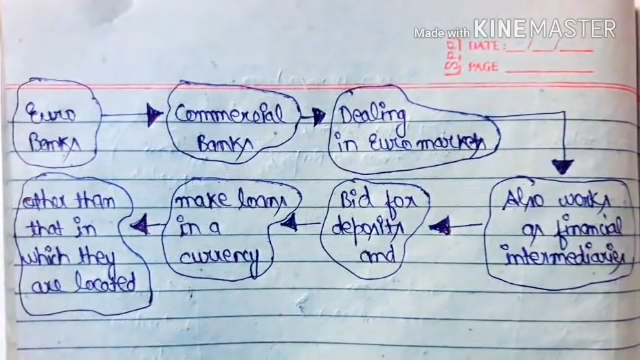 Made with KINEMASTER
DATE:
PAGE
Euro
Banks
Commercial
Banks
Dealing
in Euro markets
Also works
as financial
intermediaries
Bid for
deposits
and
make loans
in a
currency
other than
that in
which they
are located